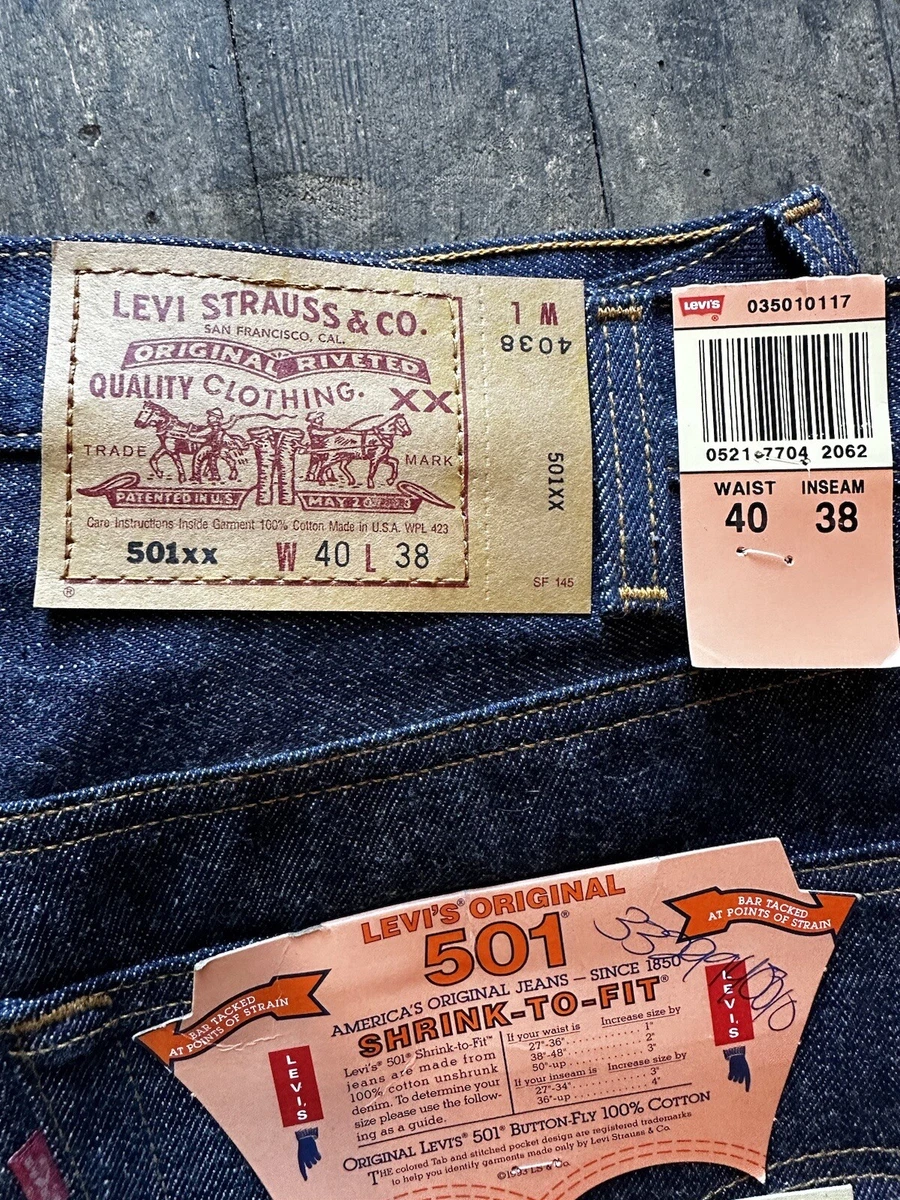 LEVI STRAUSS & CO.
SAN FRANCISCO, CAL.
ORIGINAL RIVETED
QUALITY CLOTHING.
XX
TRADE MARK
PATENTED IN U.S. MAY 20
Care Instructions Inside Garment 100% Cotton Made in U.S.A. WPL 423
501xx W 40 L 38
®
W L
4038
501XX
SF 145
LEVI'S ® 035010117
0521 7704 2062
WAIST INSEAM
40 38
LEVI'S® ORIGINAL
501®
AMERICA'S ORIGINAL JEANS – SINCE 1850
SHRINK-TO-FIT®
BAR TACKED
AT POINTS OF STRAIN
BAR TACKED
AT POINTS OF STRAIN
LEVI'S
LEVI'S
Levi's® 501® Shrink-to-Fit™
jeans are made from
100% cotton unshrunk
denim. To determine your
size please use the follow-
ing as a guide.
If your waist is Increase size by
27"-36" 1"
38"-48" 2"
50"-up 3"
If your inseam is Increase size by
27"-34" 3"
36"-up 4"
ORIGINAL LEVI'S® 501® BUTTON-FLY 100% COTTON
THE colored Tab and stitched pocket design are registered trademarks
to help you identify garments made only by Levi Strauss & Co.
LS & Co.